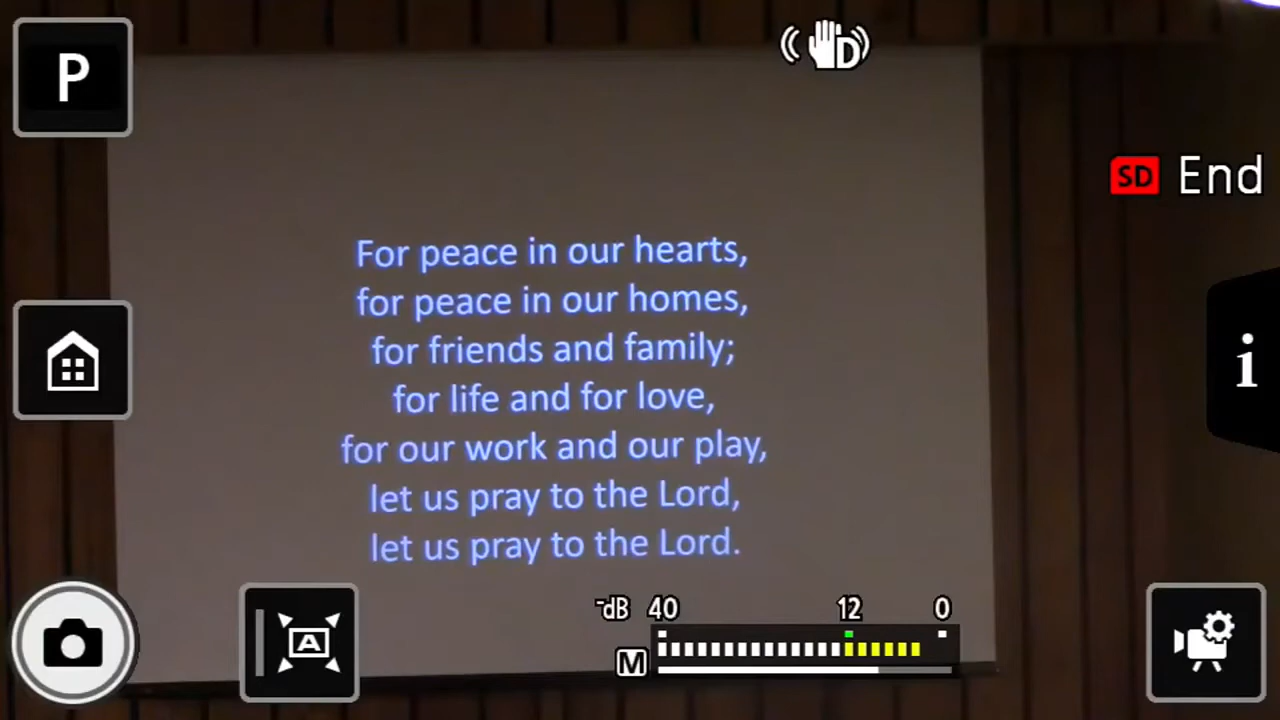 P
D
SD End
For peace in our hearts,
for peace in our homes,
for friends and family;
for life and for love,
for our work and our play,
let us pray to the Lord,
let us pray to the Lord.
i
A
-dB 40 12 0
M